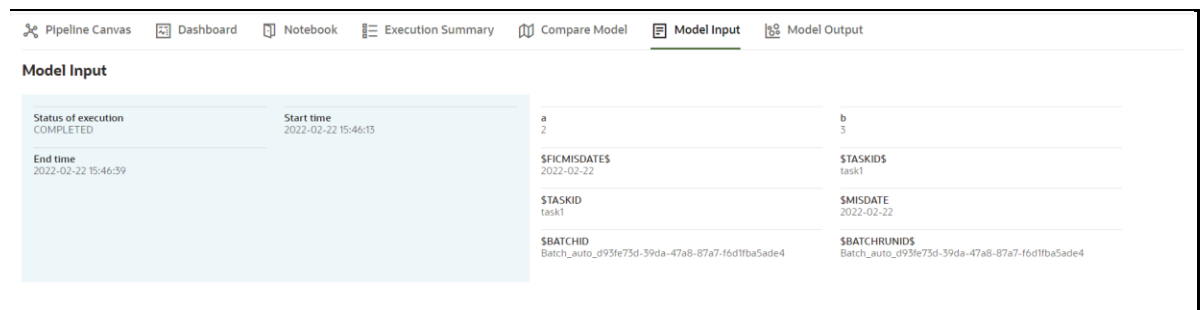 Pipeline Canvas Dashboard Notebook Execution Summary Compare Model Model Input Model Output
Model Input
Status of execution
COMPLETED
Start time
2022-02-22 15:46:13
End time
2022-02-22 15:46:39
a
2
b
3
$FICMISDATE$
2022-02-22
$TASKID$
task1
$TASKID
task1
$MISDATE
2022-02-22
$BATCHID
Batch_auto_d93fe73d-39da-47a8-87a7-f6d1fba5ade4
$BATCHRUNID$
Batch_auto_d93fe73d-39da-47a8-87a7-f6d1fba5ade4